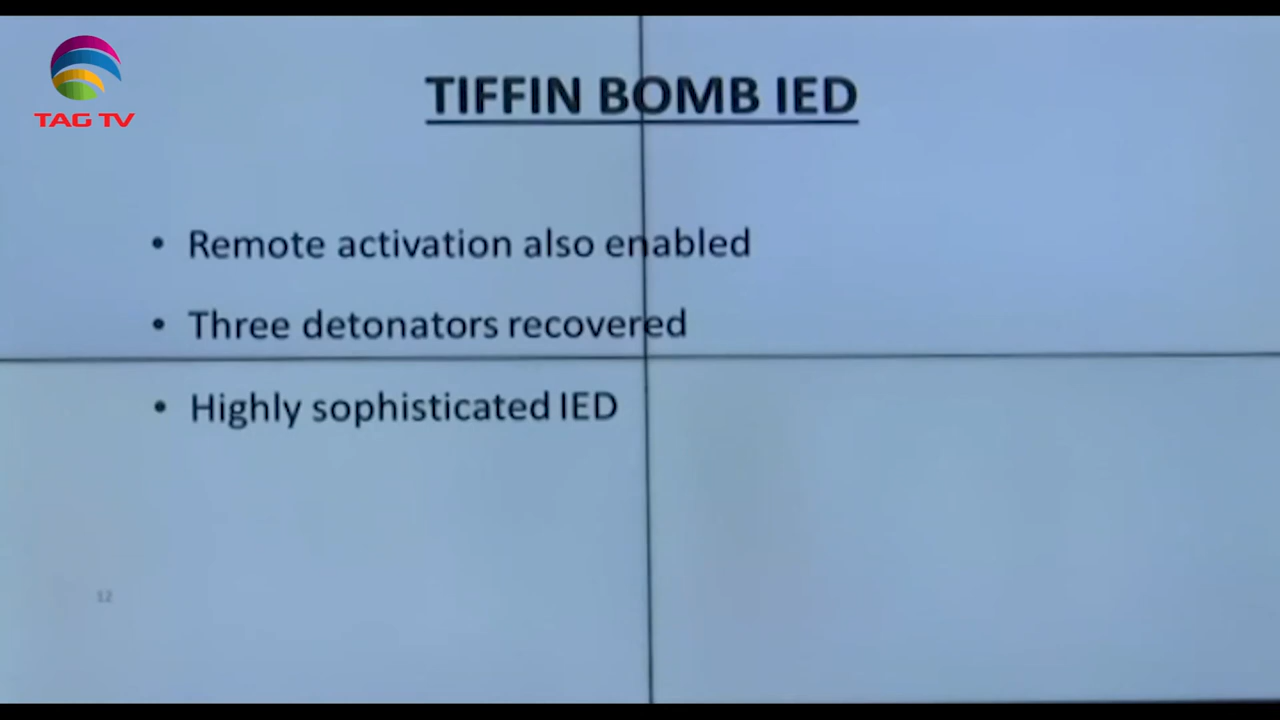 TAG TV
TIFFIN BOMB IED
• Remote activation also enabled
• Three detonators recovered
• Highly sophisticated IED
12